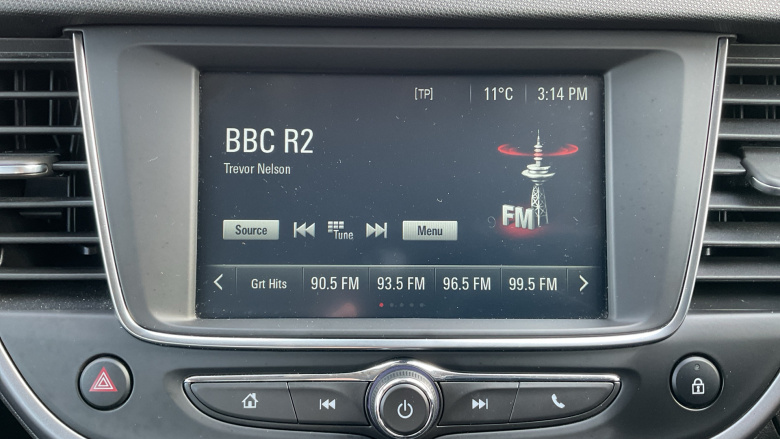 [TP] 11°C 3:14 PM
BBC R2
Trevor Nelson
FM
Source Tune Menu
Grt Hits 90.5 FM 93.5 FM 96.5 FM 99.5 FM